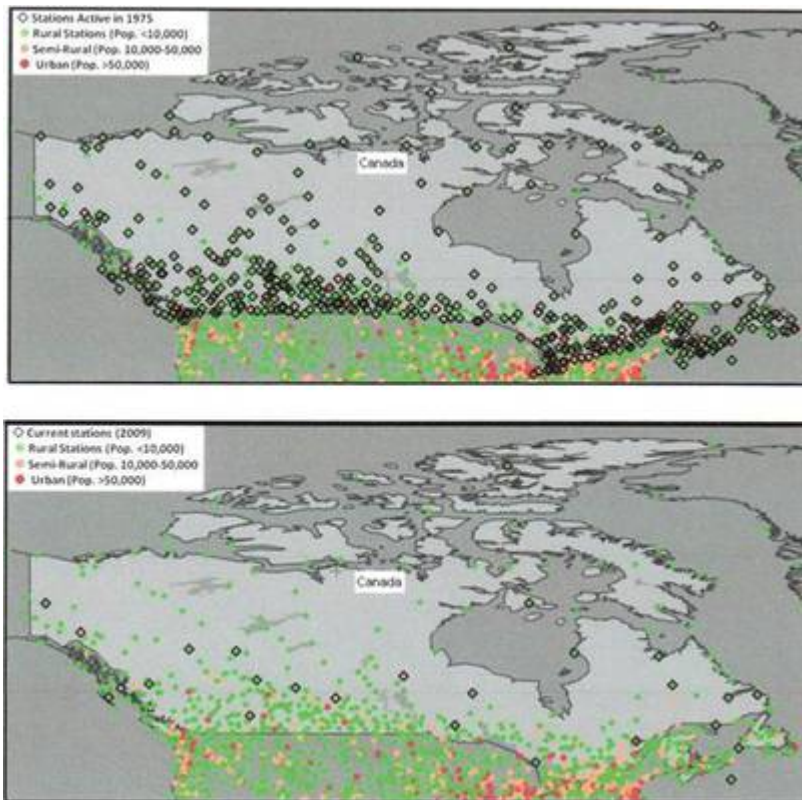 Stations Active in 1975
Rural Stations (Pop. <10,000)
Semi-Rural (Pop. 10,000-50,000
Urban (Pop. >50,000)
Canada
Current stations (2009)
Rural Stations (Pop. <10,000)
Semi-Rural (Pop. 10,000-50,000
Urban (Pop. >50,000)
Canada